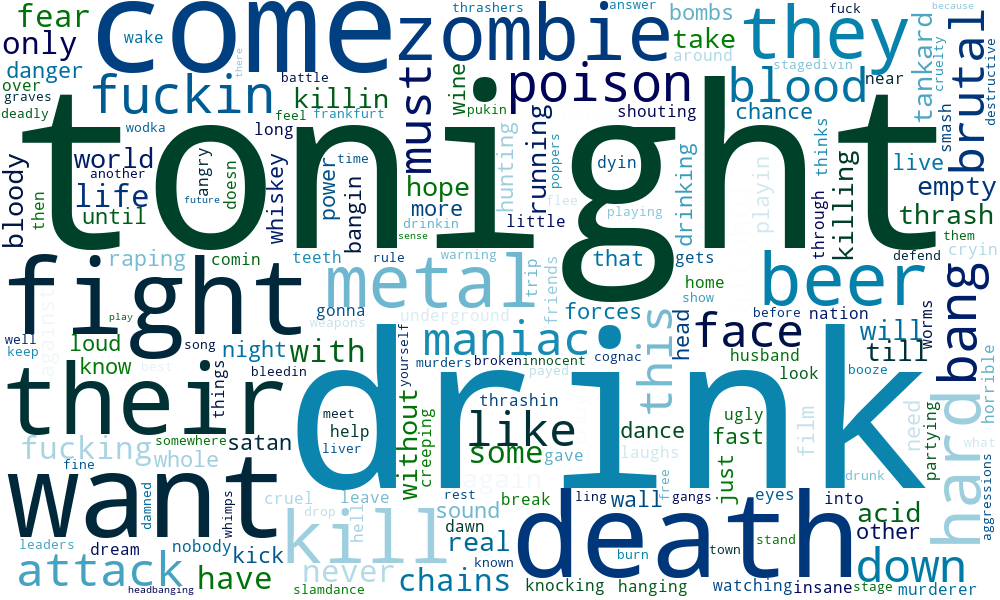 fear
come
zombie
thrashers
answer
bombs
they
fuck
because
only
wake
take
around
there
tankard
cruelty
brutal
destructive
danger
over
graves
deadly
fuckin
battle
killin
feel
frankfurt
must
wine
pukin
poison
shouting
stagedivin
blood
near
chance
smash
tonight
wodka
long
bloody
then
world
another
life
until
angry
future
doesn
whiskey
power
time
bangin
hope
more
drinkin
sense
hunting
running
little
poppers
flee
dyin
playing
drinking
playin
thinks
through
killing
live
empty
thrash
them
defend
cryin
raping
comin
teeth
rule
warning
fight
metal
trip
friends
that
gets
home
show
beer
before
nation
against
play
gonna
weapons
underground
forces
this
head
face
will
till
worms
bang
well
keep
loud
know
song
night
with
bleedin
best
yourself
maniac
murders
broken
innocent
cognac
payed
husband
look
booze
horrible
their
things
drink
thrashin
like
some
gave
meet
help
liver
without
creeping
dance
laughs
ugly
fast
film
need
partying
hard
what
aggressions
fucking
somewhere
satan
whole
fine
want
damned
whimps
cruel
leave
drop
hell
again
rest
break
ling
wall
free
gangs
just
eyes
drunk
into
acid
other
kill
sound
dawn
real
known
death
town
stand
down
leaders
dream
nobody
kick
attack
headbanging
have
slamdance
never
chains
knocking
burn
hanging
watching
insane
stage
murderer